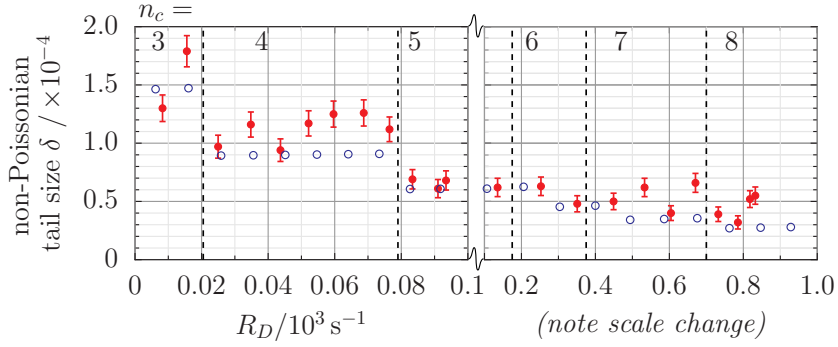 n_c =
2.0
1.5
1.0
0.5
0
non-Poissonian
tail size δ / ×10⁻⁴
3 4 5 6 7 8
0 0.02 0.04 0.06 0.08 0.1 0.2 0.4 0.6 0.8 1.0
R_D/10³ s⁻¹ (note scale change)